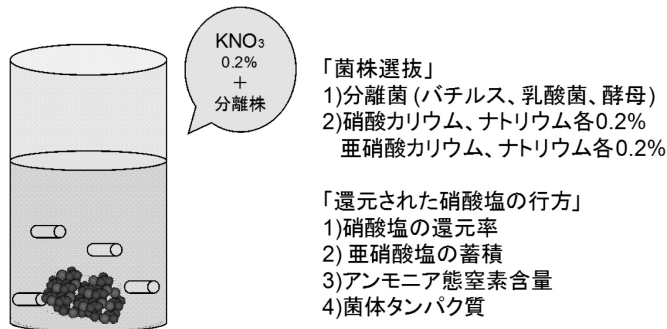 KNO₃
0.2%
+
分離株
「菌株選抜」
1)分離菌 (バチルス、乳酸菌、酵母)
2)硝酸カリウム、ナトリウム各0.2%
亜硝酸カリウム、ナトリウム各0.2%
「還元された硝酸塩の行方」
1)硝酸塩の還元率
2) 亜硝酸塩の蓄積
3)アンモニア態窒素含量
4)菌体タンパク質